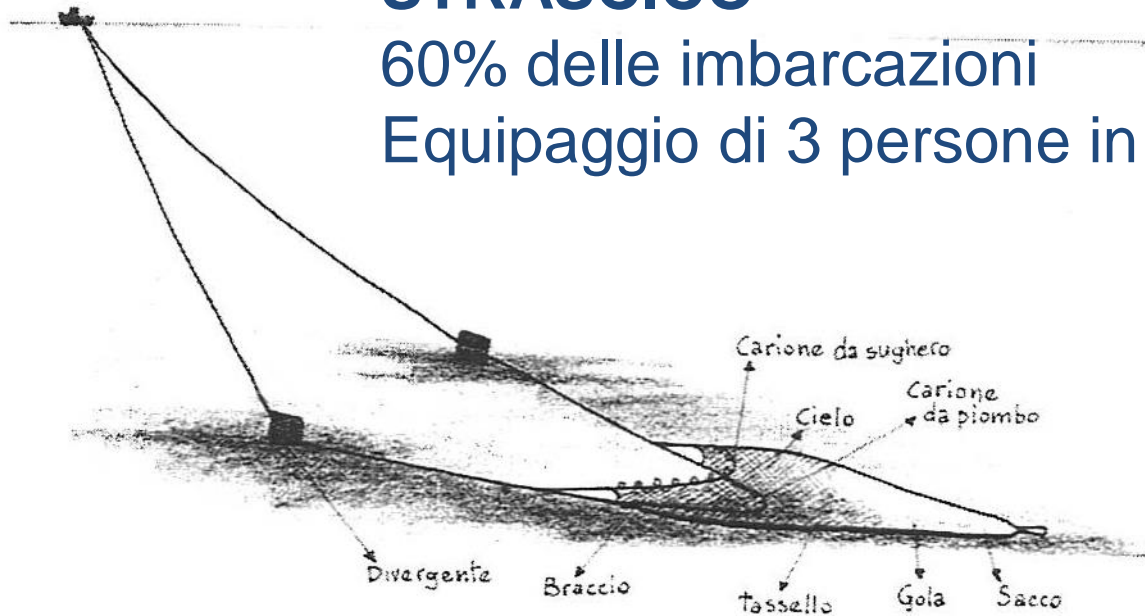 STRASCICO
60% delle imbarcazioni
Equipaggio di 3 persone in
Carione da sughero
Carione
da piombo
Cielo
Divergente
Braccio
Tassello
Gola
Sacco